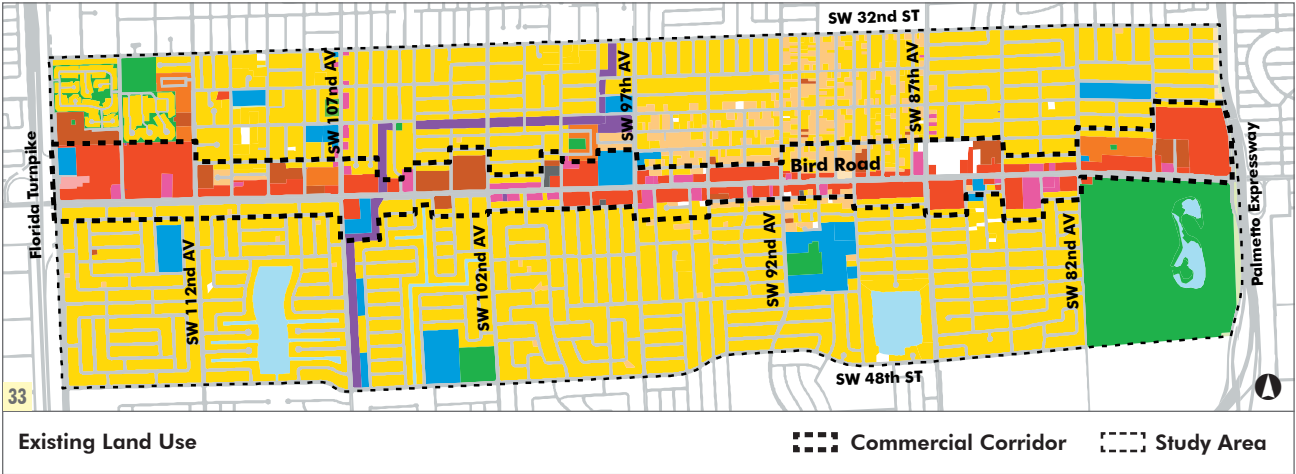 SW 32nd ST
SW 107nd AV
SW 97th AV
SW 87th AV
Florida Turnpike
Bird Road
Palmetto Expressway
SW 112nd AV
SW 102nd AV
SW 92nd AV
SW 82nd AV
SW 48th ST
33
Existing Land Use
Commercial Corridor
Study Area